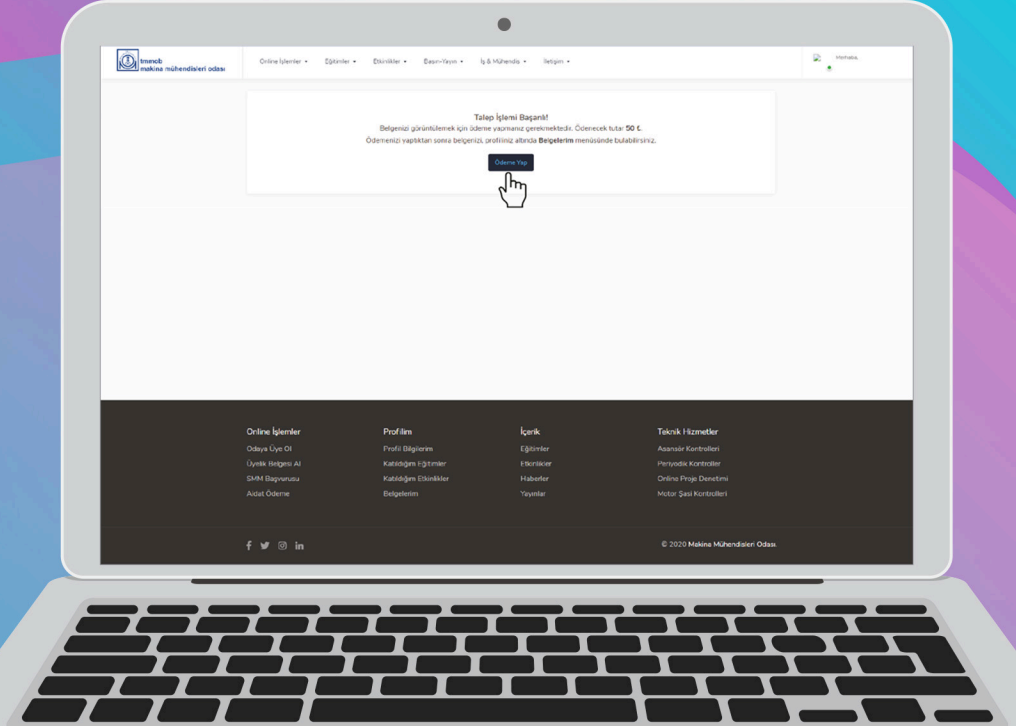 tmmob
makina mühendisleri odası
Online İşlemler
Eğitimler
Etkinlikler
Basın-Yayın
İş & Mühendis
İletişim
Merhaba,
Talep İşlemi Başarılı!
Belgenizi görüntülemek için ödeme yapmanız gerekmektedir. Ödenecek tutar 50 ₺.
Ödemenizi yaptıktan sonra belgenizi, profiliniz altında Belgelerim menüsünde bulabilirsiniz.
Ödeme Yap
Online İşlemler
Odaya Üye Ol
Üyelik Belgesi Al
SMM Başvurusu
Aidat Ödeme
Profilim
Profil Bilgilerim
Katıldığım Eğitimler
Katıldığım Etkinlikler
Belgelerim
İçerik
Eğitimler
Etkinlikler
Haberler
Yayınlar
Teknik Hizmetler
Asansör Kontrolleri
Periyodik Kontroller
Online Proje Denetimi
Motor Şasi Kontrolleri
© 2020 Makina Mühendisleri Odası.